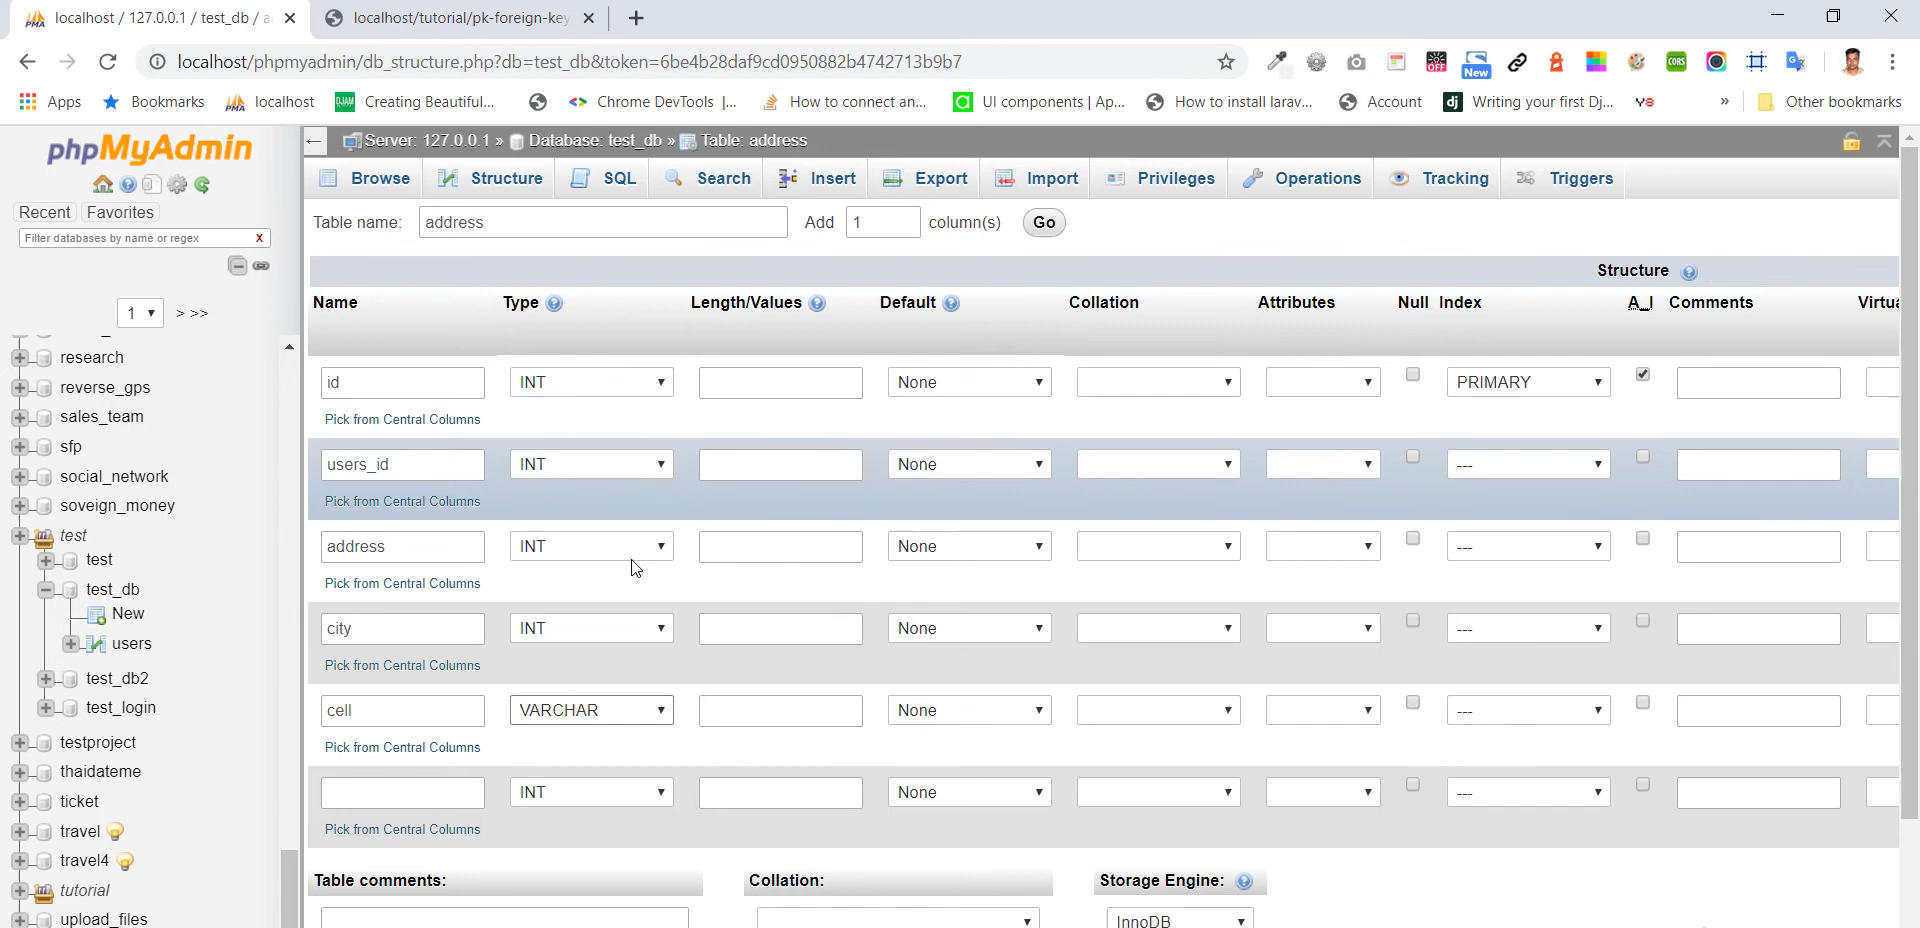 localhost / 127.0.0.1 / test_db / a
localhost/tutorial/pk-foreign-key
localhost/phpmyadmin/db_structure.php?db=test_db&token=6be4b28daf9cd0950882b4742713b9b7
OFF
New
CORS
Apps
Bookmarks
localhost
Creating Beautiful...
Chrome DevTools |...
How to connect an...
UI components | Ap...
How to install larav...
Account
Writing your first Dj...
»
Other bookmarks
phpMyAdmin
Server: 127.0.0.1 » Database: test_db » Table: address
Browse
Structure
SQL
Search
Insert
Export
Import
Privileges
Operations
Tracking
Triggers
Recent
Favorites
Filter databases by name or regex
X
1
> >>
research
reverse_gps
sales_team
sfp
social_network
soveign_money
test
test
test_db
New
users
test_db2
test_login
testproject
thaidateme
ticket
travel
travel4
tutorial
upload_files
Table name:
address
Add
1
column(s)
Go
Structure
Name
Type
Length/Values
Default
Collation
Attributes
Null
Index
A_I
Comments
Virtua
id
INT
None
PRIMARY
Pick from Central Columns
users_id
INT
None
---
Pick from Central Columns
address
INT
None
---
Pick from Central Columns
city
INT
None
---
Pick from Central Columns
cell
VARCHAR
None
---
Pick from Central Columns
INT
None
---
Pick from Central Columns
Table comments:
Collation:
Storage Engine:
InnoDB